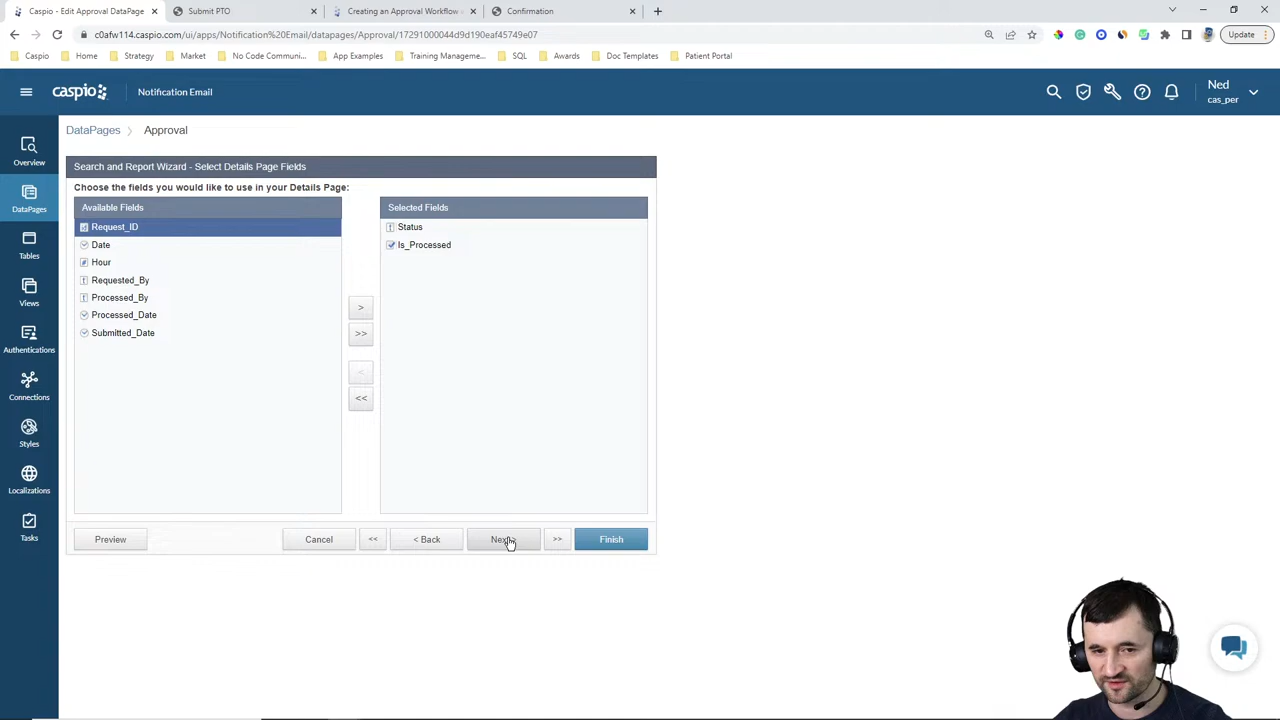 Caspio - Edit Approval DataPage
Submit PTO
Creating an Approval Workflow
Confirmation
c0afw114.caspio.com/ui/apps/Notification%20Email/datapages/Approval/17291000044d9d190eaf45749e07
Update
Caspio
Home
Strategy
Market
No Code Communi...
App Examples
Training Manageme...
SQL
Awards
Doc Templates
Patient Portal
caspio
Notification Email
Ned
cas_per
DataPages
Approval
Overview
DataPages
Tables
Views
Authentications
Connections
Styles
Localizations
Tasks
Search and Report Wizard - Select Details Page Fields
Choose the fields you would like to use in your Details Page:
Available Fields
Request_ID
Date
Hour
Requested_By
Processed_By
Processed_Date
Submitted_Date
>
>>
<
<<
Selected Fields
Status
Is_Processed
Preview
Cancel
<<
< Back
Next
>>
Finish